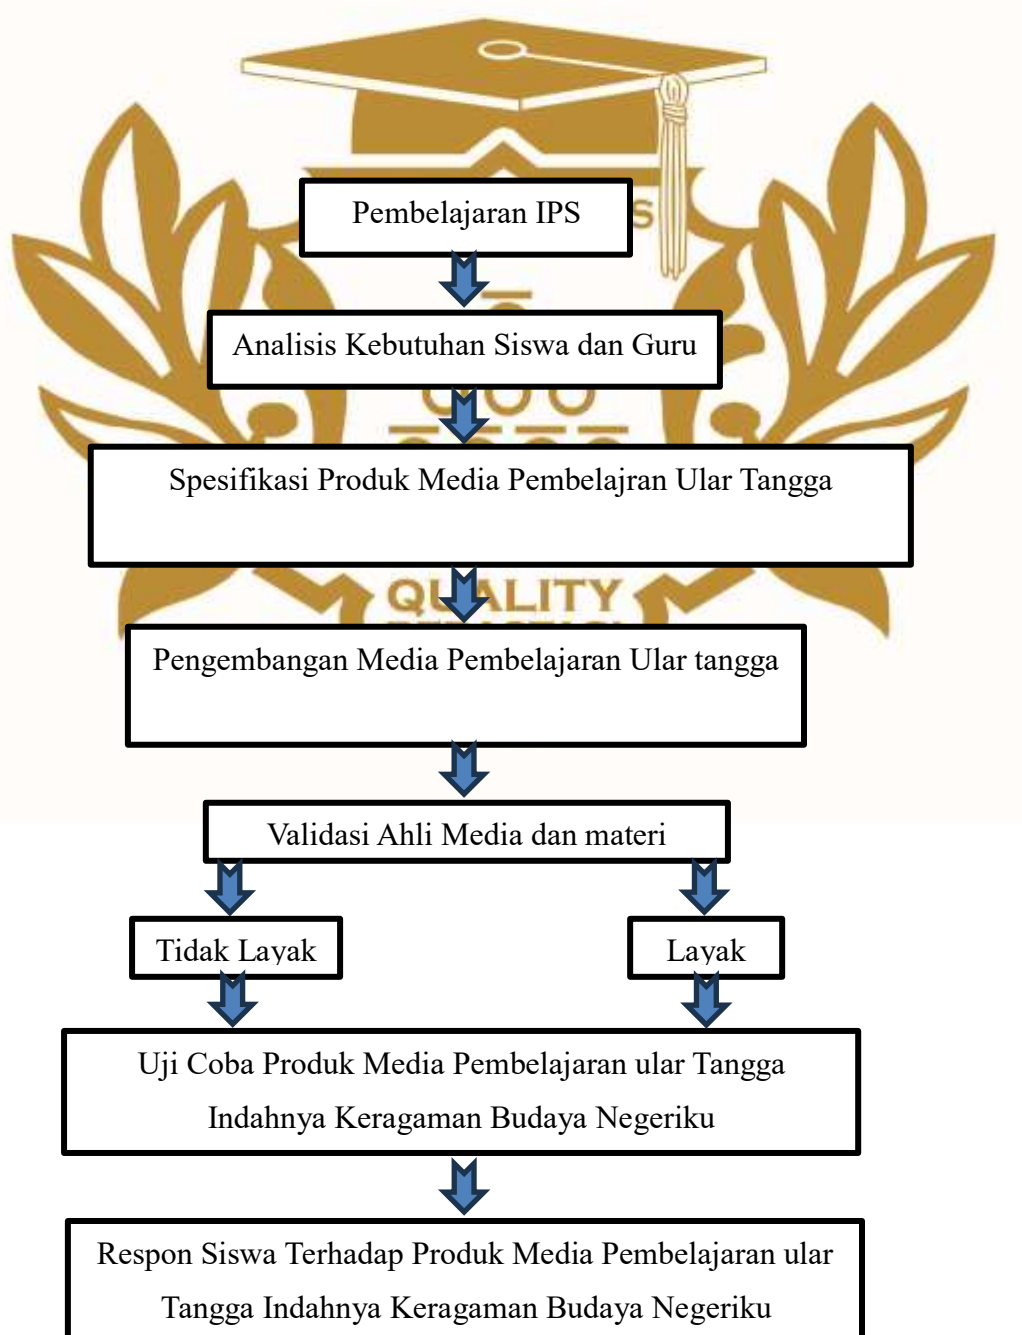 S
Pembelajaran IPS
Analisis Kebutuhan Siswa dan Guru
Spesifikasi Produk Media Pembelajran Ular Tangga
QUALITY
Pengembangan Media Pembelajaran Ular tangga
Validasi Ahli Media dan materi
Tidak Layak
Layak
Uji Coba Produk Media Pembelajaran ular Tangga
Indahnya Keragaman Budaya Negeriku
Respon Siswa Terhadap Produk Media Pembelajaran ular
Tangga Indahnya Keragaman Budaya Negeriku